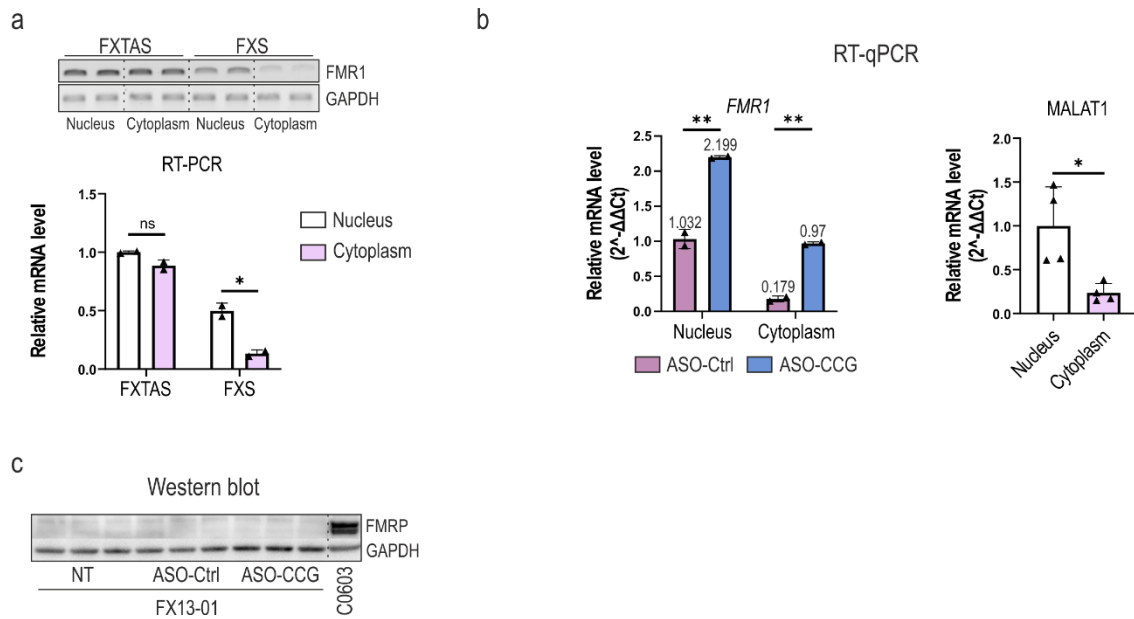 a
FXTAS FXS
FMR1
GAPDH
Nucleus Cytoplasm Nucleus Cytoplasm
RT-PCR
Relative mRNA level
1.5
1.0
0.5
0.0
ns
*
FXTAS FXS
Nucleus
Cytoplasm
b
RT-qPCR
FMR1
Relative mRNA level
(2^-ΔΔCt)
2.5
2.0
1.5
1.0
0.5
0.0
** **
1.032
2.199
0.179
0.97
Nucleus Cytoplasm
ASO-Ctrl ASO-CCG
MALAT1
Relative mRNA level
(2^-ΔΔCt)
2.0
1.5
1.0
0.5
0.0
*
Nucleus
Cytoplasm
c
Western blot
FMRP
GAPDH
NT ASO-Ctrl ASO-CCG
C0603
FX13-01